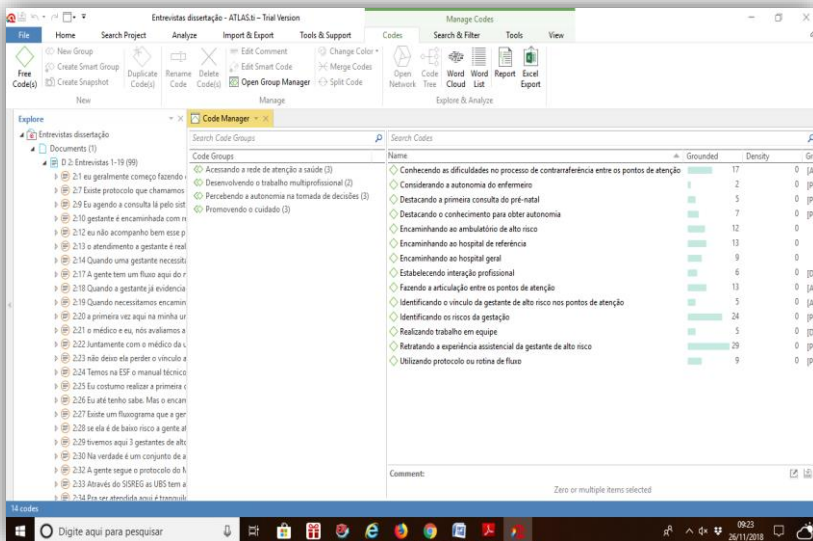 Entrevistas dissertação - ATLAS.ti - Trial Version
Manage Codes
File Home Search Project Analyze Import & Export Tools & Support Codes Search & Filter Tools View
Free Code(s)
New Group
Create Smart Group
Create Snapshot
Duplicate Code(s)
New
Rename Code
Delete Code(s)
Edit Comment
Edit Smart Code
Open Group Manager
Change Color
Merge Codes
Split Code
Manage
Open Network
Code Tree
Word Cloud
Word List
Report
Excel Export
Explore & Analyze
Explore
Entrevistas dissertação
Documents (1)
D 2: Entrevistas 1-19 (99)
2:1 eu geralmente começo fazendo
2:7 Existe protocolo que chamamos
2:9 Eu agendo a consulta lá pelo sist
2:10 gestante é encaminhada com r
2:12 eu não acompanho bem esse p
2:13 o atendimento a gestante é real
2:14 Quando uma gestante necessit
2:17 A gente tem um fluxo aqui do
2:18 Quando a gestante já evidencia
2:19 Quando necessitamos encamin
2:20 a primeira vez aqui na minha u
2:21 o médico e eu, nós avaliamos a
2:22 Juntamente com o médico da u
2:23 não deixo ela perder o vínculo a
2:24 Temos na ESF o manual técnico
2:25 Eu costumo realizar a primeira c
2:26 Eu até tenho sabe. Mas o encan
2:27 Existe um fluxograma que a ger
2:28 se ela é de baixo risco a gente at
2:29 tivemos aqui 3 gestantes de alto
2:30 Na verdade é um conjunto de a
2:32 A gente segue o protocolo do M
2:33 Através do SISREG as UBS tem a
2:34 Pra ser atendida aqui é tranquil
Code Manager
Search Code Groups
Code Groups
Acessando a rede de atenção a saúde (3)
Desenvolvendo o trabalho multiprofissional (2)
Percebendo a autonomia na tomada de decisões (3)
Promovendo o cuidado (3)
Search Codes
Name Grounded Density Gr
Conhecendo as dificuldades no processo de contrarraferência entre os pontos de atenção 17 0 [A
Considerando a autonomia do enfermeiro 2 0 [P
Destacando a primeira consulta do pré-natal 5 0 [P
Destacando o conhecimento para obter autonomia 7 0 [P
Encaminhando ao ambulatório de alto risco 12 0
Encaminhando ao hospital de referência 13 0
Encaminhando ao hospital geral 9 0
Estabelecendo interação profissional 6 0 [D
Fazendo a articulação entre os pontos de atenção 13 0 [A
Identificando o vínculo da gestante de alto risco nos pontos de atenção 5 0 [A
Identificando os riscos da gestação 24 0 [P
Realizando trabalho em equipe 5 0 [D
Retratando a experiência assistencial da gestante de alto risco 29 0 [P
Utilizando protocolo ou rotina de fluxo 9 0 [P
Comment:
Zero or multiple items selected
14 codes
Digite aqui para pesquisar
09:23
26/11/2018